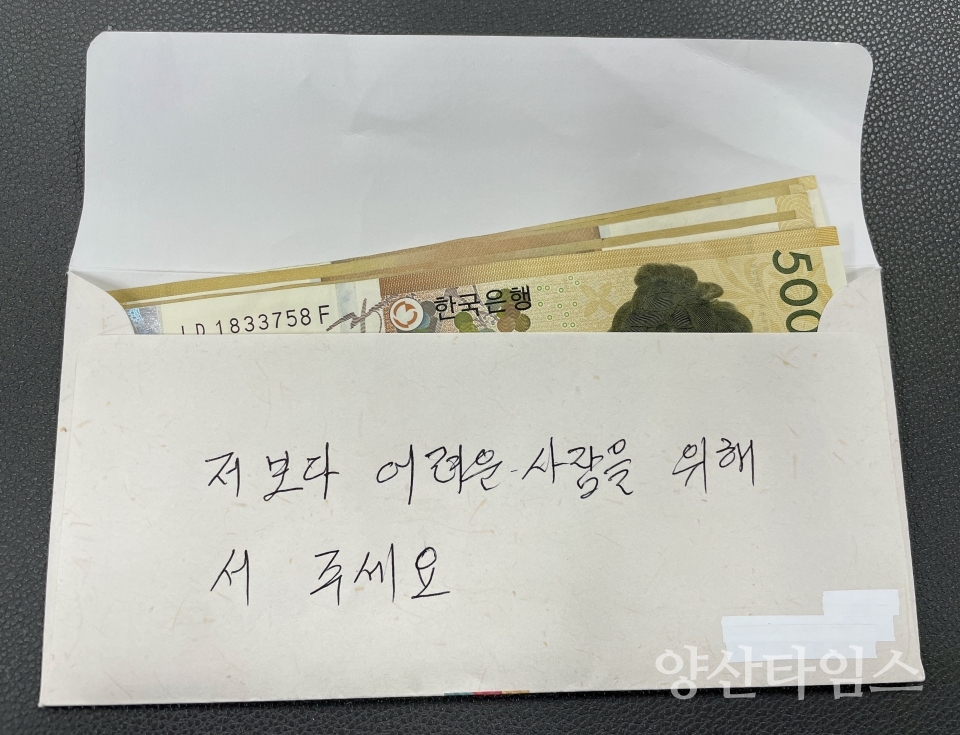 LD 1833758 F
한국은행
500
저보다 어려운 사람을 위해
서 주세요
양산타임스